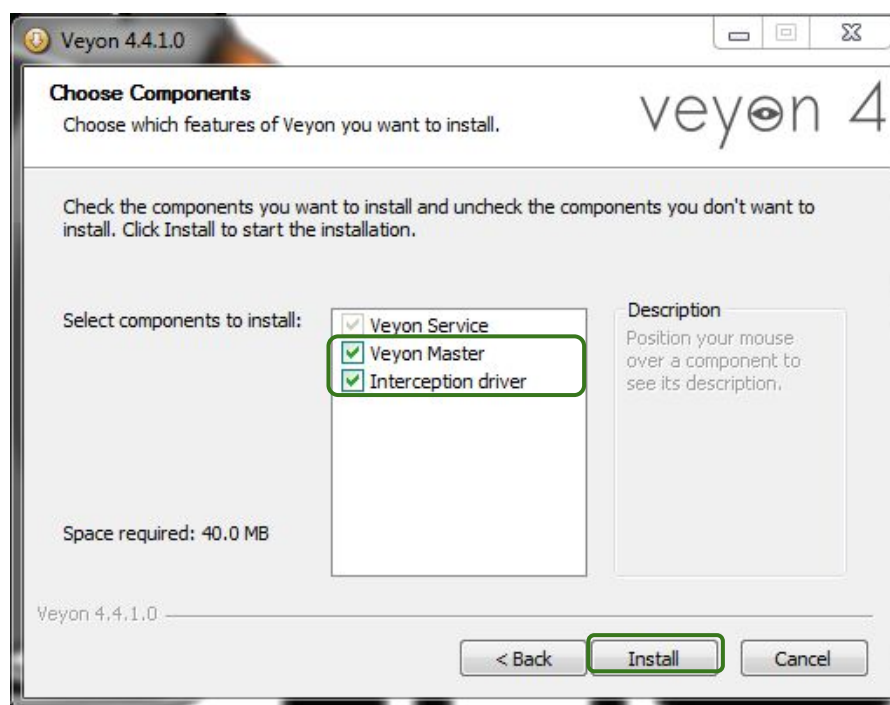 Veyon 4.4.1.0
Choose Components
Choose which features of Veyon you want to install.
veyon 4
Check the components you want to install and uncheck the components you don't want to
install. Click Install to start the installation.
Select components to install:
Veyon Service
Veyon Master
Interception driver
Description
Position your mouse
over a component to
see its description.
Space required: 40.0 MB
Veyon 4.4.1.0
< Back
Install
Cancel